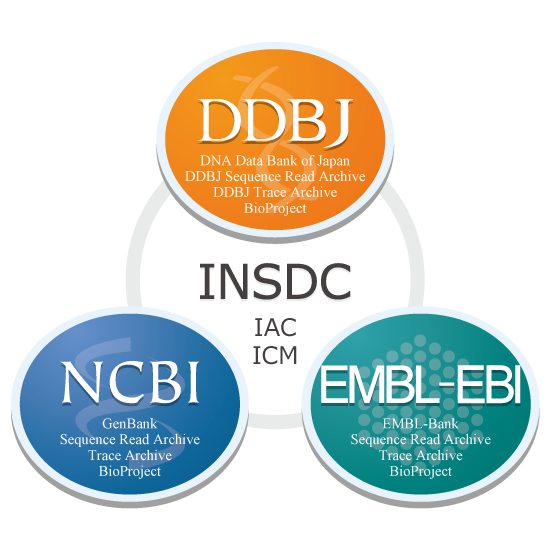 DDBJ
DNA Data Bank of Japan
DDBJ Sequence Read Archive
DDBJ Trace Archive
BioProject
INSDC
IAC
ICM
NCBI
GenBank
Sequence Read Archive
Trace Archive
BioProject
EMBL-EBI
EMBL-Bank
Sequence Read Archive
Trace Archive
BioProject